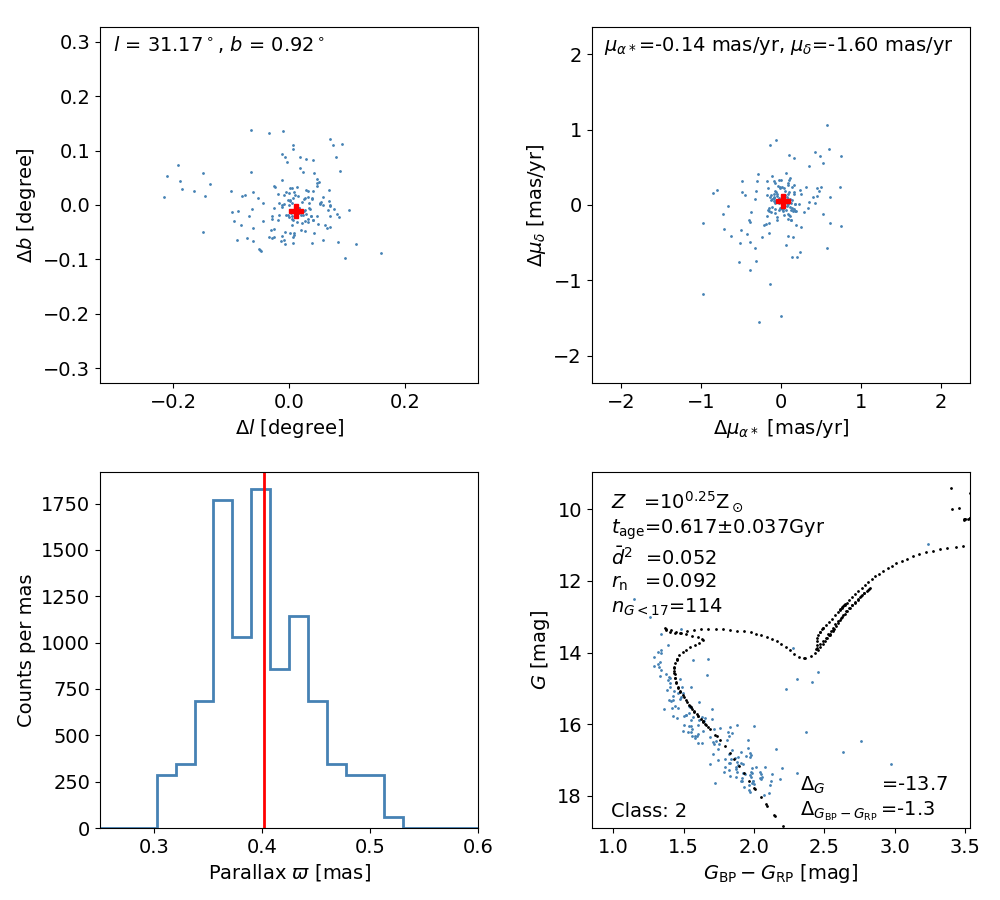 l = 31.17°, b = 0.92°
0.3
0.2
0.1
0.0
−0.1
−0.2
−0.3
Δb [degree]
−0.2
0.0
0.2
Δl [degree]
μα∗=-0.14 mas/yr, μδ=-1.60 mas/yr
2
1
0
−1
−2
Δμδ [mas/yr]
−2
−1
0
1
2
Δμα∗ [mas/yr]
1750
1500
1250
1000
750
500
250
0
Counts per mas
0.3
0.4
0.5
0.6
Parallax ϖ [mas]
Z =10^0.25Z⊙
t_age=0.617±0.037Gyr
d̄² =0.052
r_n =0.092
n_G<17=114
10
12
14
16
18
G [mag]
Δ_G =-13.7
Δ_GBP−GRP =-1.3
Class: 2
1.0
1.5
2.0
2.5
3.0
3.5
G_BP − G_RP [mag]